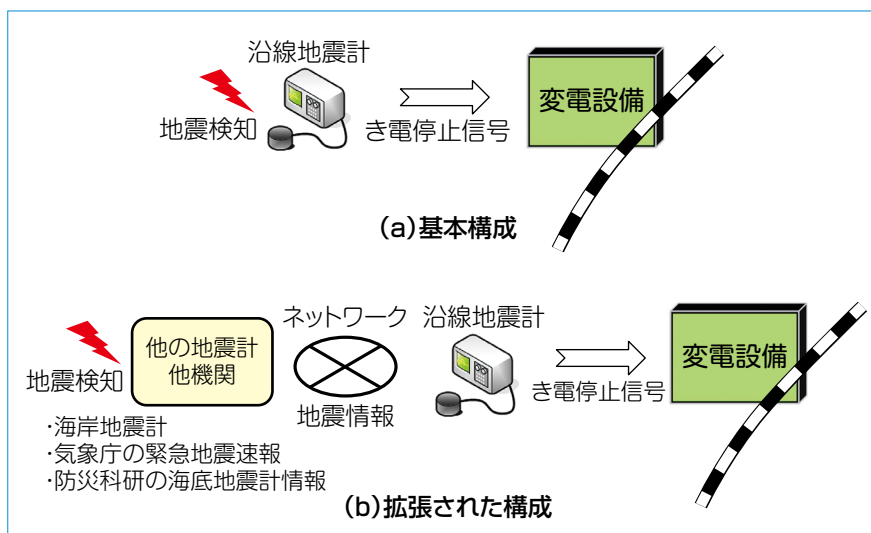 沿線地震計
変電設備
地震検知
き電停止信号
(a)基本構成
ネットワーク
沿線地震計
他の地震計
他機関
変電設備
地震検知
地震情報
き電停止信号
・海岸地震計
・気象庁の緊急地震速報
・防災科研の海底地震計情報
(b)拡張された構成